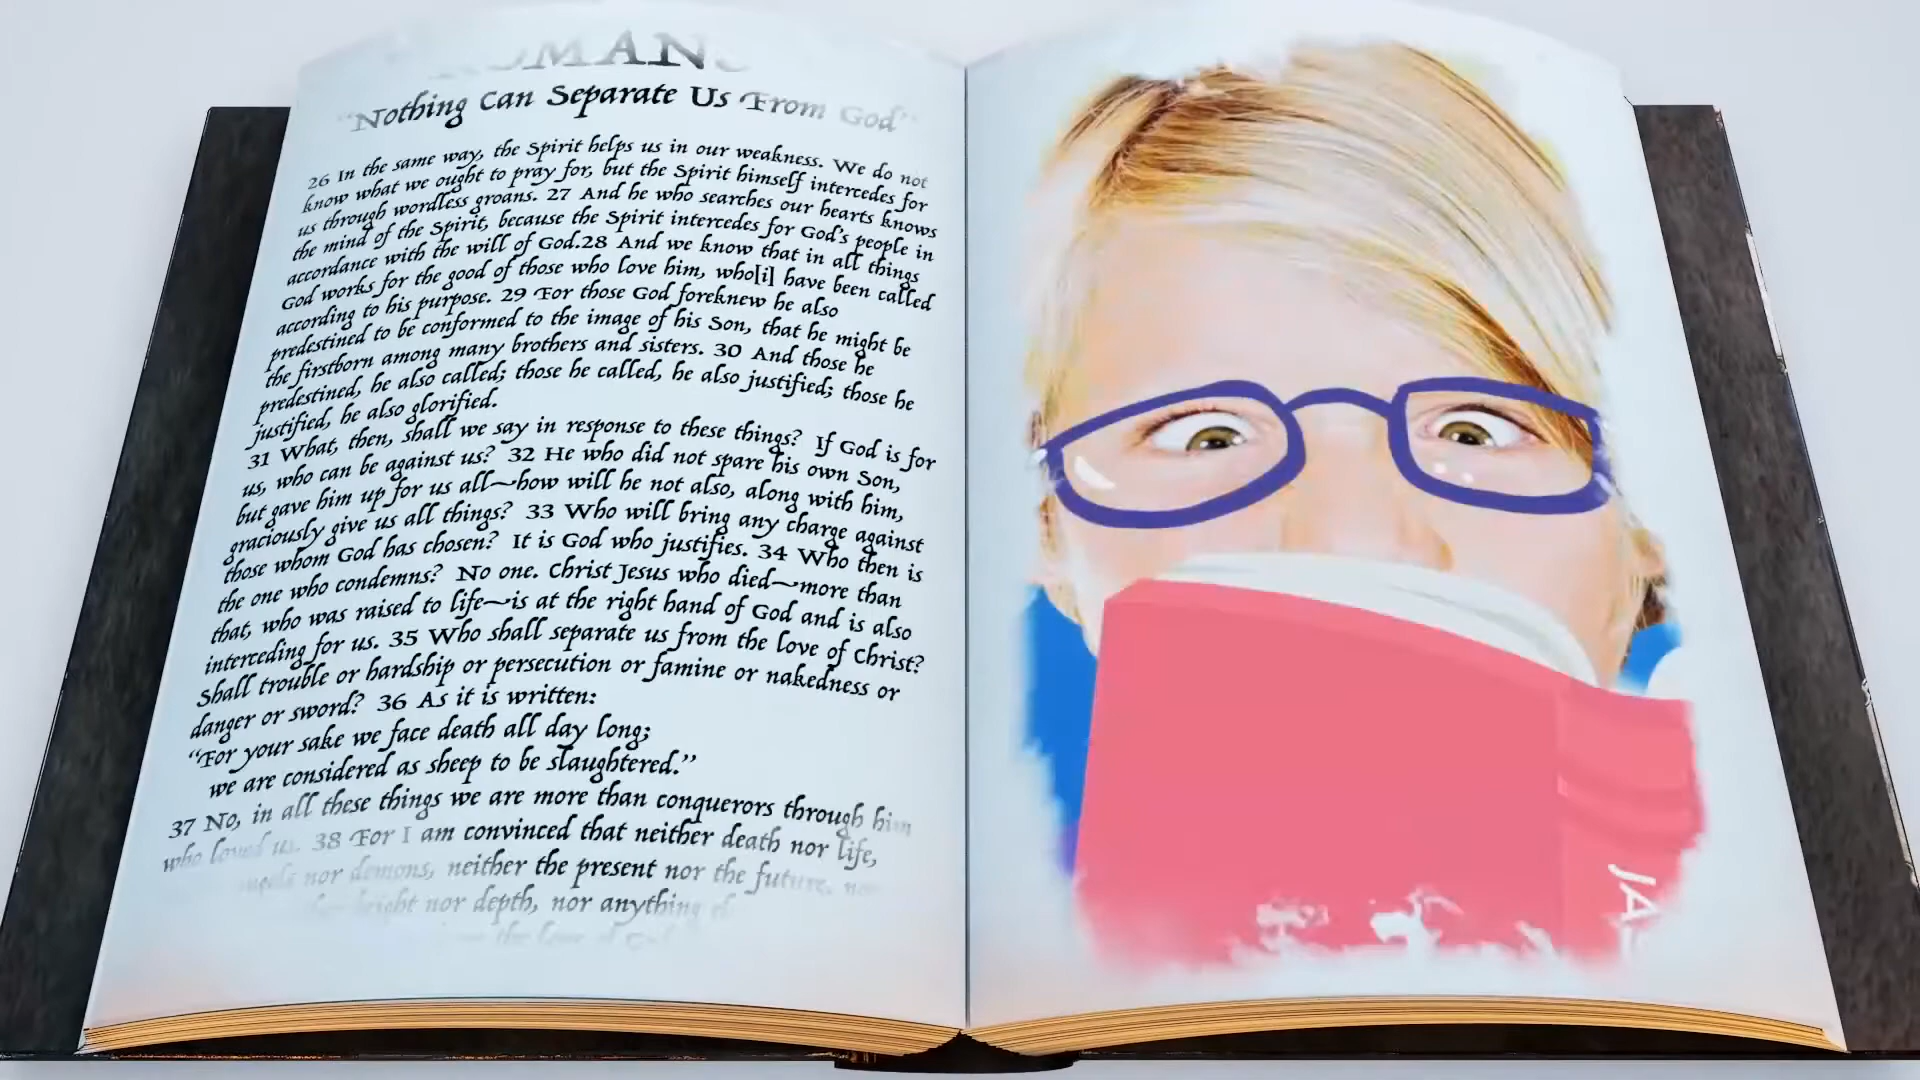 ROMANS
"Nothing Can Separate Us From God"
26 In the same way, the Spirit helps us in our weakness. We do not
know what we ought to pray for, but the Spirit himself intercedes for
us through wordless groans. 27 And he who searches our hearts knows
the mind of the Spirit, because the Spirit intercedes for God's people in
accordance with the will of God.28 And we know that in all things
God works for the good of those who love him, who[i] have been called
according to his purpose. 29 For those God foreknew he also
predestined to be conformed to the image of his Son, that he might be
the firstborn among many brothers and sisters. 30 And those he
predestined, he also called; those he called, he also justified; those he
justified, he also glorified.
31 What, then, shall we say in response to these things? If God is for
us, who can be against us? 32 He who did not spare his own Son,
but gave him up for us all—how will he not also, along with him,
graciously give us all things? 33 Who will bring any charge against
those whom God has chosen? It is God who justifies. 34 Who then is
the one who condemns? No one. Christ Jesus who died—more than
that, who was raised to life—is at the right hand of God and is also
interceding for us. 35 Who shall separate us from the love of Christ?
Shall trouble or hardship or persecution or famine or nakedness or
danger or sword? 36 As it is written:
"For your sake we face death all day long;
we are considered as sheep to be slaughtered."
37 No, in all these things we are more than conquerors through him
who loved us. 38 For I am convinced that neither death nor life,
angels nor demons, neither the present nor the future, nor
height nor depth, nor anything
the love of God
JA